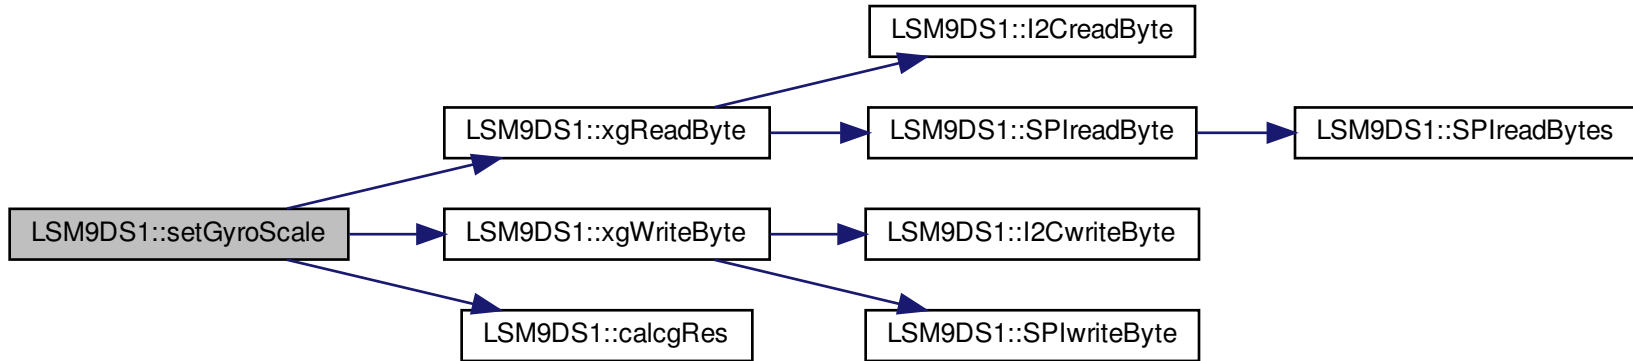 LSM9DS1::I2CreadByte
LSM9DS1::xgReadByte
LSM9DS1::SPIreadByte
LSM9DS1::SPIreadBytes
LSM9DS1::setGyroScale
LSM9DS1::xgWriteByte
LSM9DS1::I2CwriteByte
LSM9DS1::calcgRes
LSM9DS1::SPIwriteByte